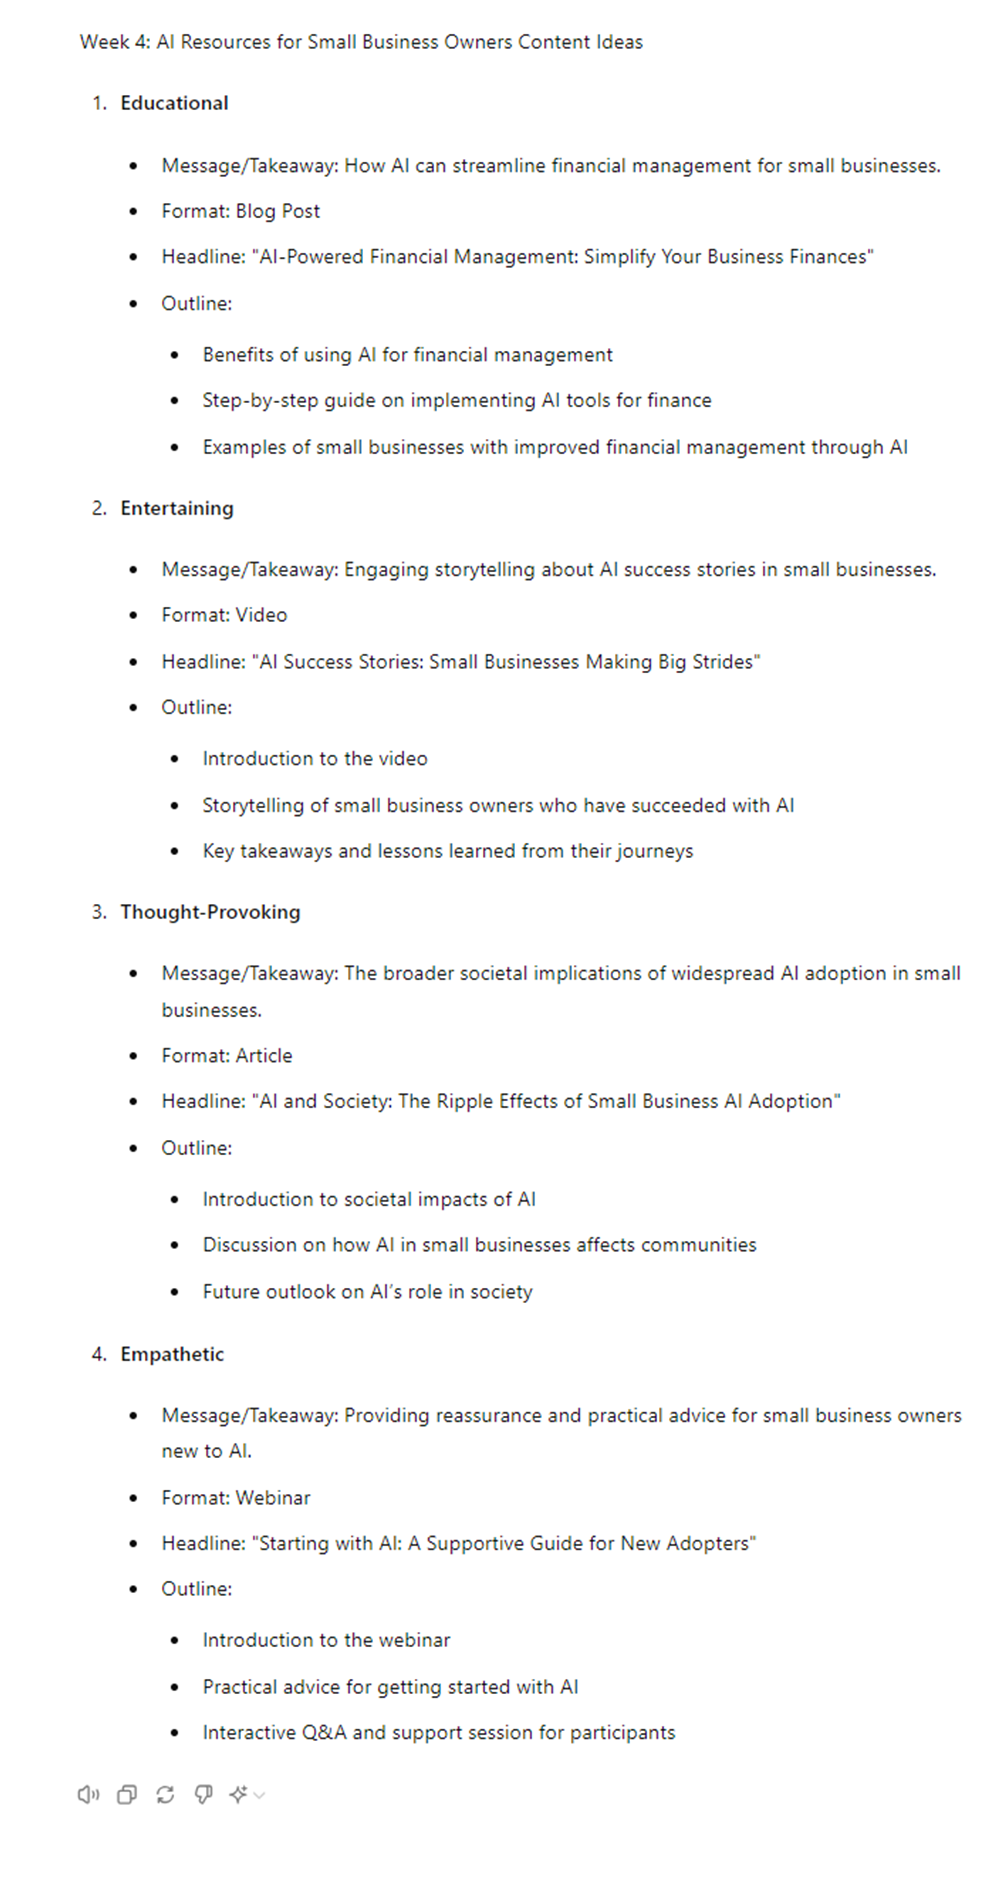 Week 4: AI Resources for Small Business Owners Content Ideas
1. Educational
• Message/Takeaway: How AI can streamline financial management for small businesses.
• Format: Blog Post
• Headline: "AI-Powered Financial Management: Simplify Your Business Finances"
• Outline:
• Benefits of using AI for financial management
• Step-by-step guide on implementing AI tools for finance
• Examples of small businesses with improved financial management through AI
2. Entertaining
• Message/Takeaway: Engaging storytelling about AI success stories in small businesses.
• Format: Video
• Headline: "AI Success Stories: Small Businesses Making Big Strides"
• Outline:
• Introduction to the video
• Storytelling of small business owners who have succeeded with AI
• Key takeaways and lessons learned from their journeys
3. Thought-Provoking
• Message/Takeaway: The broader societal implications of widespread AI adoption in small
businesses.
• Format: Article
• Headline: "AI and Society: The Ripple Effects of Small Business AI Adoption"
• Outline:
• Introduction to societal impacts of AI
• Discussion on how AI in small businesses affects communities
• Future outlook on AI's role in society
4. Empathetic
• Message/Takeaway: Providing reassurance and practical advice for small business owners
new to AI.
• Format: Webinar
• Headline: "Starting with AI: A Supportive Guide for New Adopters"
• Outline:
• Introduction to the webinar
• Practical advice for getting started with AI
• Interactive Q&A and support session for participants